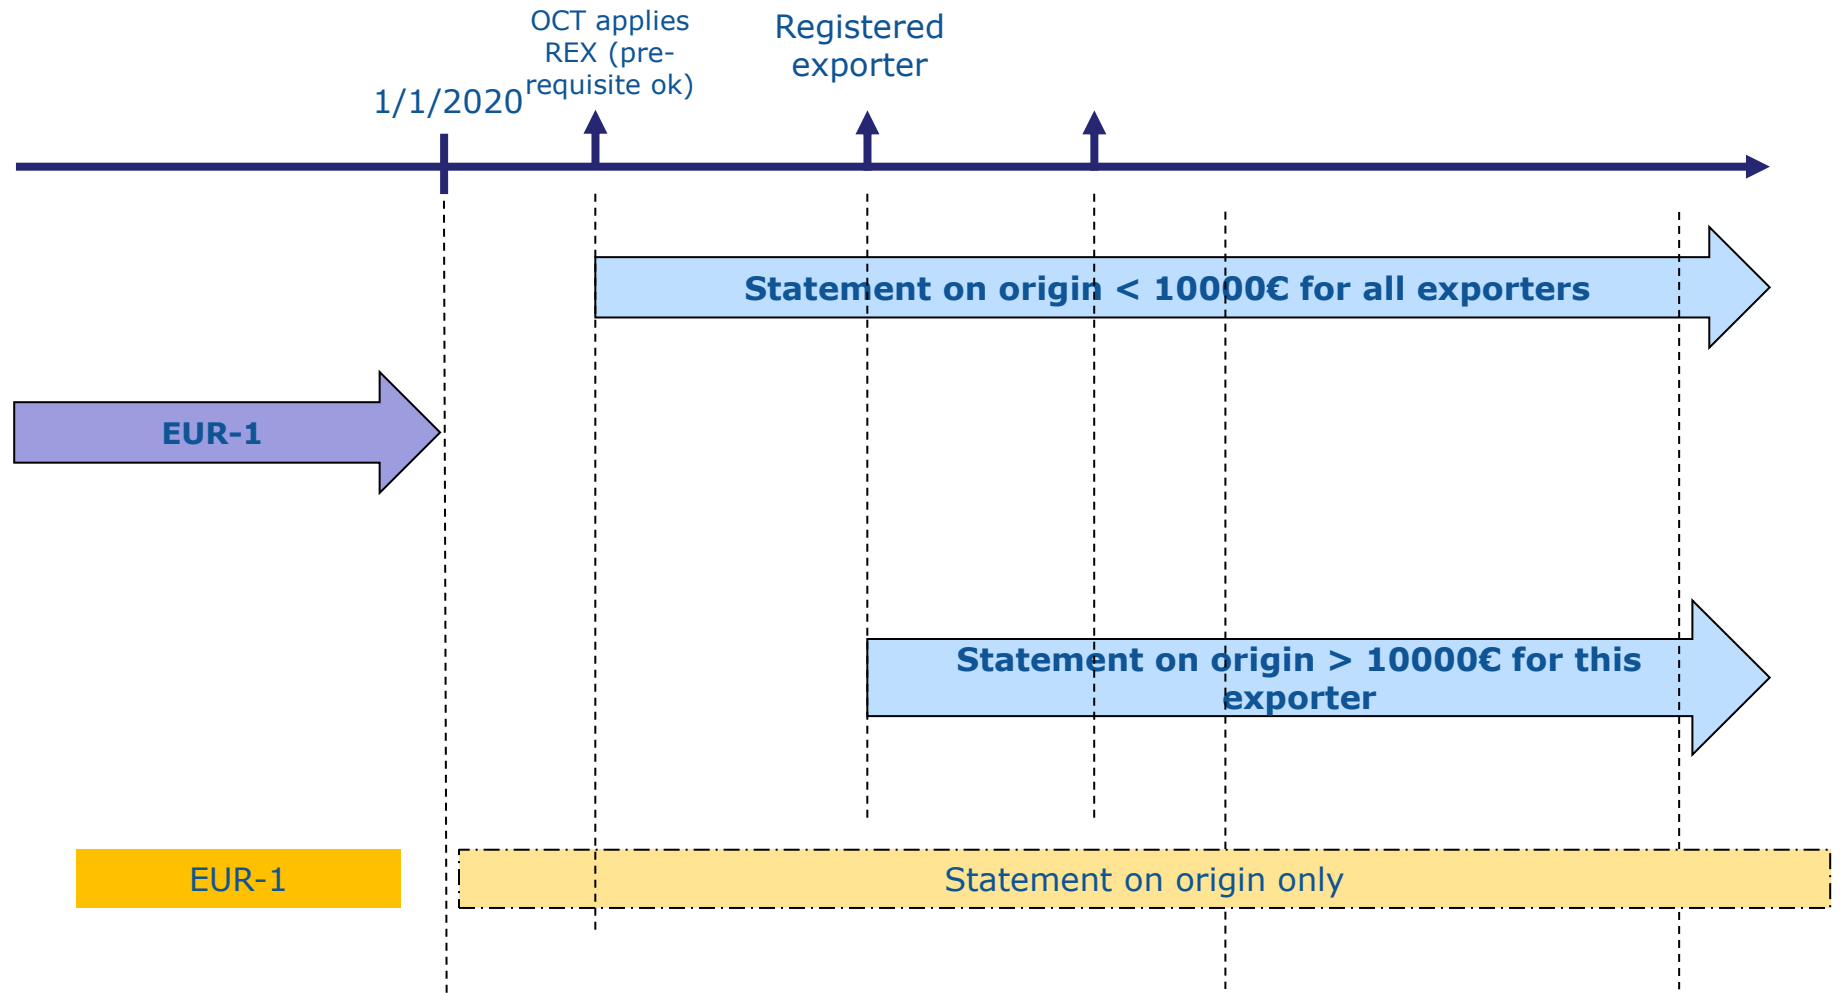 OCT applies
REX (pre-
requisite ok)
Registered
exporter
1/1/2020
Statement on origin < 10000€ for all exporters
EUR-1
Statement on origin > 10000€ for this
exporter
EUR-1
Statement on origin only